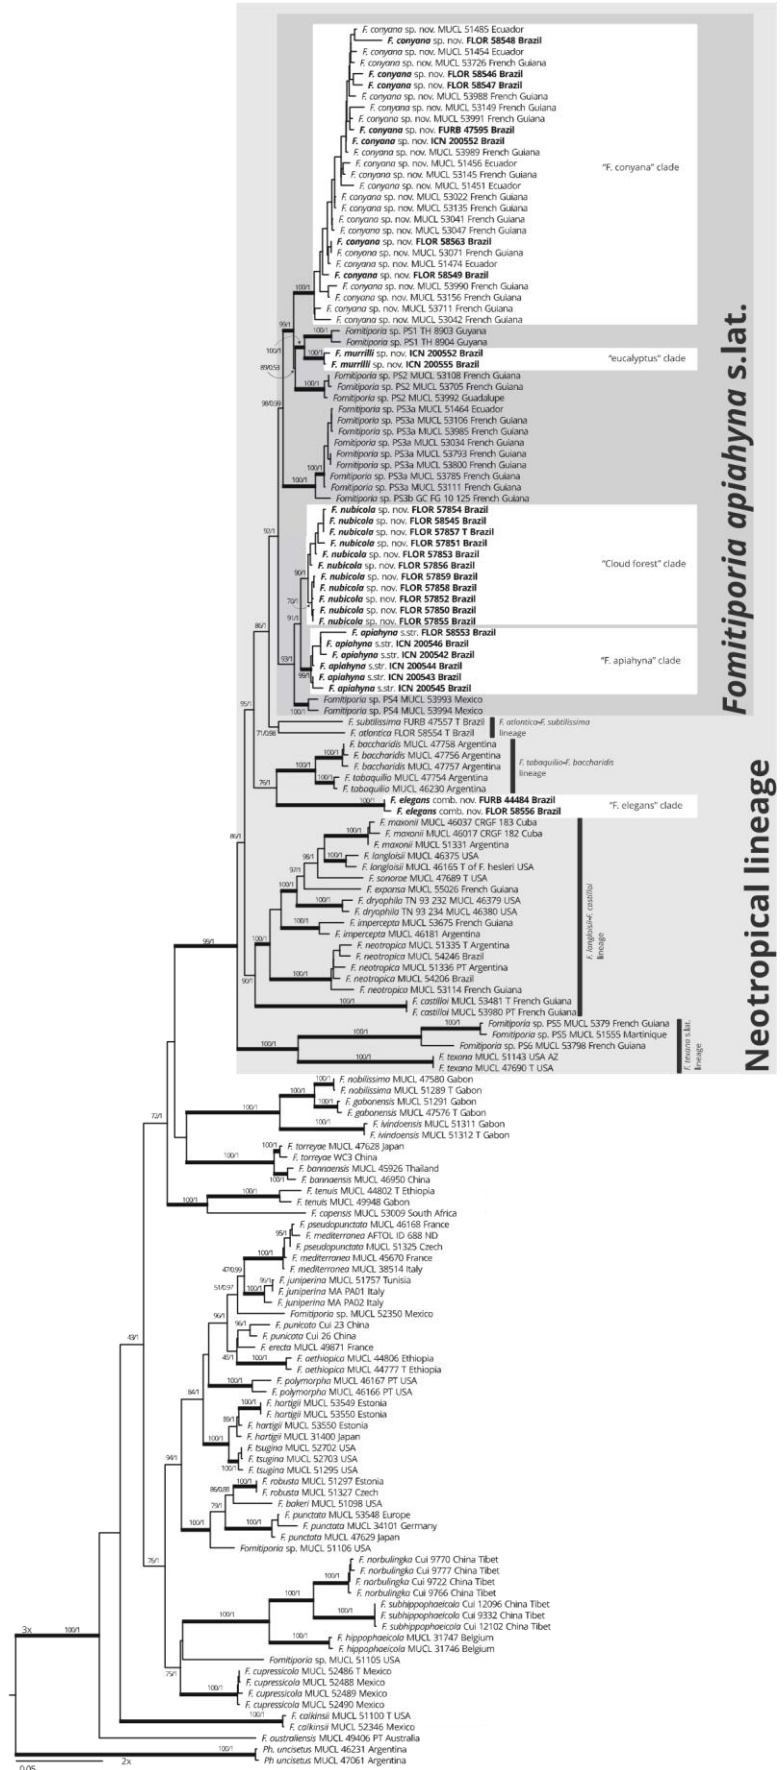 F. conyana sp. nov. MUCL 51485 Ecuador
F. conyana sp. nov. FLOR 58548 Brazil
F. conyana sp. nov. MUCL 51454 Ecuador
F. conyana sp. nov. MUCL 53726 French Guiana
F. conyana sp. nov. FLOR 58546 Brazil
F. conyana sp. nov. FLOR 58547 Brazil
F. conyana sp. nov. MUCL 53988 French Guiana
F. conyana sp. nov. MUCL 53149 French Guiana
F. conyana sp. nov. MUCL 53991 French Guiana
F. conyana sp. nov. FURB 47595 Brazil
F. conyana sp. nov. ICN 200552 Brazil
F. conyana sp. nov. MUCL 53989 French Guiana
F. conyana sp. nov. MUCL 51456 Ecuador
F. conyana sp. nov. MUCL 53145 French Guiana
F. conyana sp. nov. MUCL 51451 Ecuador
F. conyana sp. nov. MUCL 53022 French Guiana
F. conyana sp. nov. MUCL 53135 French Guiana
F. conyana sp. nov. MUCL 53041 French Guiana
F. conyana sp. nov. MUCL 53047 French Guiana
F. conyana sp. nov. FLOR 58563 Brazil
F. conyana sp. nov. MUCL 53071 French Guiana
F. conyana sp. nov. MUCL 51474 Ecuador
F. conyana sp. nov. FLOR 58549 Brazil
F. conyana sp. nov. MUCL 53990 French Guiana
F. conyana sp. nov. MUCL 53156 French Guiana
F. conyana sp. nov. MUCL 53711 French Guiana
F. conyana sp. nov. MUCL 53042 French Guiana
"F. conyana" clade
Fomitiporia sp. PS1 TH 8903 Guyana
Fomitiporia sp. PS1 TH 8904 Guyana
F. murrilli sp. nov. ICN 200552 Brazil
F. murrilli sp. nov. ICN 200555 Brazil
"eucalyptus" clade
Fomitiporia sp. PS2 MUCL 53108 French Guiana
Fomitiporia sp. PS2 MUCL 53705 French Guiana
Fomitiporia sp. PS2 MUCL 53992 Guadalupe
Fomitiporia sp. PS3a MUCL 51464 Ecuador
Fomitiporia sp. PS3a MUCL 53106 French Guiana
Fomitiporia sp. PS3a MUCL 53985 French Guiana
Fomitiporia sp. PS3a MUCL 53034 French Guiana
Fomitiporia sp. PS3a MUCL 53793 French Guiana
Fomitiporia sp. PS3a MUCL 53800 French Guiana
Fomitiporia sp. PS3a MUCL 53785 French Guiana
Fomitiporia sp. PS3a MUCL 53111 French Guiana
Fomitiporia sp. PS3b GC FG 10 125 French Guiana
F. nubicola sp. nov. FLOR 57854 Brazil
F. nubicola sp. nov. FLOR 58545 Brazil
F. nubicola sp. nov. FLOR 57857 T Brazil
F. nubicola sp. nov. FLOR 57851 Brazil
F. nubicola sp. nov. FLOR 57853 Brazil
F. nubicola sp. nov. FLOR 57856 Brazil
F. nubicola sp. nov. FLOR 57859 Brazil
F. nubicola sp. nov. FLOR 57858 Brazil
F. nubicola sp. nov. FLOR 57852 Brazil
F. nubicola sp. nov. FLOR 57850 Brazil
F. nubicola sp. nov. FLOR 57855 Brazil
"Cloud forest" clade
F. apiahyna s.str. FLOR 58553 Brazil
F. apiahyna s.str. ICN 200546 Brazil
F. apiahyna s.str. ICN 200542 Brazil
F. apiahyna s.str. ICN 200544 Brazil
F. apiahyna s.str. ICN 200543 Brazil
F. apiahyna s.str. ICN 200545 Brazil
"F. apiahyna" clade
Fomitiporia sp. PS4 MUCL 53993 Mexico
Fomitiporia sp. PS4 MUCL 53994 Mexico
Fomitiporia apiahyna s.lat.
F. subtilissima FURB 47557 T Brazil
F. atlantica FLOR 58554 T Brazil
F. atlantica-F. subtilissima
lineage
F. baccharidis MUCL 47758 Argentina
F. baccharidis MUCL 47756 Argentina
F. baccharidis MUCL 47757 Argentina
F. tabaquilio MUCL 47754 Argentina
F. tabaquilio MUCL 46230 Argentina
F. tabaquilio-F. baccharidis
lineage
F. elegans comb. nov. FURB 44484 Brazil
F. elegans comb. nov. FLOR 58556 Brazil
"F. elegans" clade
F. maxonii MUCL 46037 CRGF 183 Cuba
F. maxonii MUCL 46017 CRGF 182 Cuba
F. maxonii MUCL 51331 Argentina
F. langloisii MUCL 46375 USA
F. langloisii MUCL 46165 T of F. hesleri USA
F. sonorae MUCL 47689 T USA
F. expansa MUCL 55026 French Guiana
F. dryophila TN 93 232 MUCL 46379 USA
F. dryophila TN 93 234 MUCL 46380 USA
F. impercepta MUCL 53675 French Guiana
F. impercepta MUCL 46181 Argentina
F. neotropica MUCL 51335 T Argentina
F. neotropica MUCL 54246 Brazil
F. neotropica MUCL 51336 PT Argentina
F. neotropica MUCL 54206 Brazil
F. neotropica MUCL 53114 French Guiana
F. castilloi MUCL 53481 T French Guiana
F. castilloi MUCL 53980 PT French Guiana
F. langloisii-F. castilloi
lineage
Fomitiporia sp. PS5 MUCL 5379 French Guiana
Fomitiporia sp. PS5 MUCL 51555 Martinique
Fomitiporia sp. PS6 MUCL 53798 French Guiana
F. texana MUCL 51143 USA AZ
F. texana MUCL 47690 T USA
F. texana s.lat.
lineage
Neotropical lineage
F. nobilissima MUCL 47580 Gabon
F. nobilissima MUCL 51289 T Gabon
F. gabonensis MUCL 51291 Gabon
F. gabonensis MUCL 47576 T Gabon
F. ivindoensis MUCL 51311 Gabon
F. ivindoensis MUCL 51312 T Gabon
F. torreyae MUCL 47628 Japan
F. torreyae WC3 China
F. bannaensis MUCL 45926 Thailand
F. bannaensis MUCL 46950 China
F. tenuis MUCL 44802 T Ethiopia
F. tenuis MUCL 49948 Gabon
F. capensis MUCL 53009 South Africa
F. pseudopunctata MUCL 46168 France
F. mediterranea AFTOL ID 688 ND
F. pseudopunctata MUCL 51325 Czech
F. mediterranea MUCL 45670 France
F. mediterranea MUCL 38514 Italy
F. juniperina MUCL 51757 Tunisia
F. juniperina MA PA01 Italy
F. juniperina MA PA02 Italy
Fomitiporia sp. MUCL 52350 Mexico
F. punicata Cui 23 China
F. punicata Cui 26 China
F. erecta MUCL 49871 France
F. aethiopica MUCL 44806 Ethiopia
F. aethiopica MUCL 44777 T Ethiopia
F. polymorpha MUCL 46167 PT USA
F. polymorpha MUCL 46166 PT USA
F. hartigii MUCL 53549 Estonia
F. hartigii MUCL 53550 Estonia
F. hartigii MUCL 53550 Estonia
F. hartigii MUCL 31400 Japan
F. tsugina MUCL 52702 USA
F. tsugina MUCL 52703 USA
F. tsugina MUCL 51295 USA
F. robusta MUCL 51297 Estonia
F. robusta MUCL 51327 Czech
F. bakeri MUCL 51098 USA
F. punctata MUCL 53548 Europe
F. punctata MUCL 34101 Germany
F. punctata MUCL 47629 Japan
Fomitiporia sp. MUCL 51106 USA
F. norbulingka Cui 9770 China Tibet
F. norbulingka Cui 9777 China Tibet
F. norbulingka Cui 9722 China Tibet
F. norbulingka Cui 9766 China Tibet
F. subhippophaeicola Cui 12096 China Tibet
F. subhippophaeicola Cui 9332 China Tibet
F. subhippophaeicola Cui 12102 China Tibet
F. hippophaeicola MUCL 31747 Belgium
F. hippophaeicola MUCL 31746 Belgium
Fomitiporia sp. MUCL 51105 USA
F. cupressicola MUCL 52486 T Mexico
F. cupressicola MUCL 52488 Mexico
F. cupressicola MUCL 52489 Mexico
F. cupressicola MUCL 52490 Mexico
F. calkinsii MUCL 51100 T USA
F. calkinsii MUCL 52346 Mexico
F. australiensis MUCL 49406 PT Australia
Ph. uncisetus MUCL 46231 Argentina
Ph. uncisetus MUCL 47061 Argentina
3x
100/1
2x
0.05